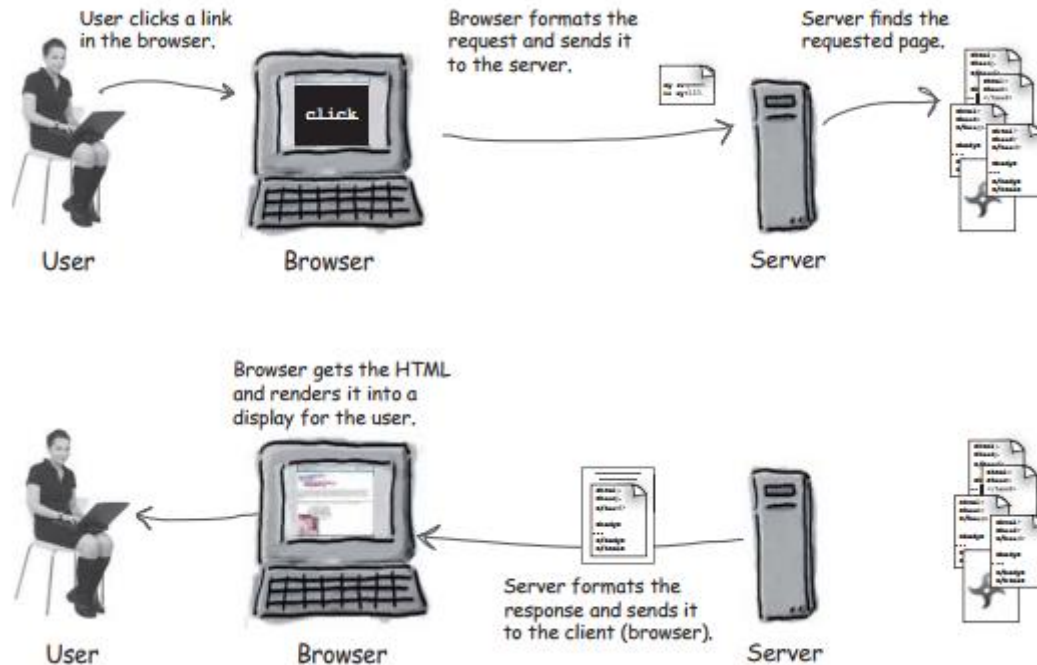 User clicks a link
in the browser.
Browser formats the
request and sends it
to the server.
Server finds the
requested page.
click
User
Browser
Server
Browser gets the HTML
and renders it into a
display for the user.
Server formats the
response and sends it
to the client (browser).
User
Browser
Server